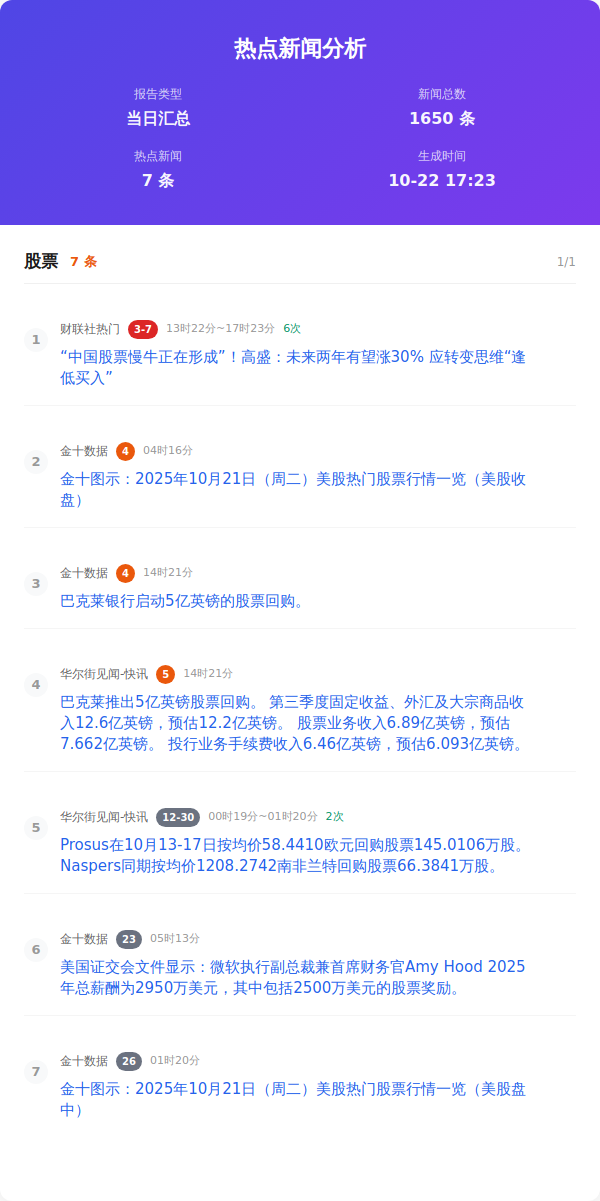 热点新闻分析
报告类型
新闻总数
当日汇总
1650 条
热点新闻
生成时间
7 条
10-22 17:23
股票 7 条 1/1
1
财联社热门 3-7 13时22分~17时23分 6次
“中国股票慢牛正在形成”！高盛：未来两年有望涨30% 应转变思维“逢
低买入”
2
金十数据 4 04时16分
金十图示：2025年10月21日（周二）美股热门股票行情一览（美股收
盘）
3
金十数据 4 14时21分
巴克莱银行启动5亿英镑的股票回购。
4
华尔街见闻-快讯 5 14时21分
巴克莱推出5亿英镑股票回购。 第三季度固定收益、外汇及大宗商品收
入12.6亿英镑，预估12.2亿英镑。 股票业务收入6.89亿英镑，预估
7.662亿英镑。 投行业务手续费收入6.46亿英镑，预估6.093亿英镑。
5
华尔街见闻-快讯 12-30 00时19分~01时20分 2次
Prosus在10月13-17日按均价58.4410欧元回购股票145.0106万股。
Naspers同期按均价1208.2742南非兰特回购股票66.3841万股。
6
金十数据 23 05时13分
美国证交会文件显示：微软执行副总裁兼首席财务官Amy Hood 2025
年总薪酬为2950万美元，其中包括2500万美元的股票奖励。
7
金十数据 26 01时20分
金十图示：2025年10月21日（周二）美股热门股票行情一览（美股盘
中）